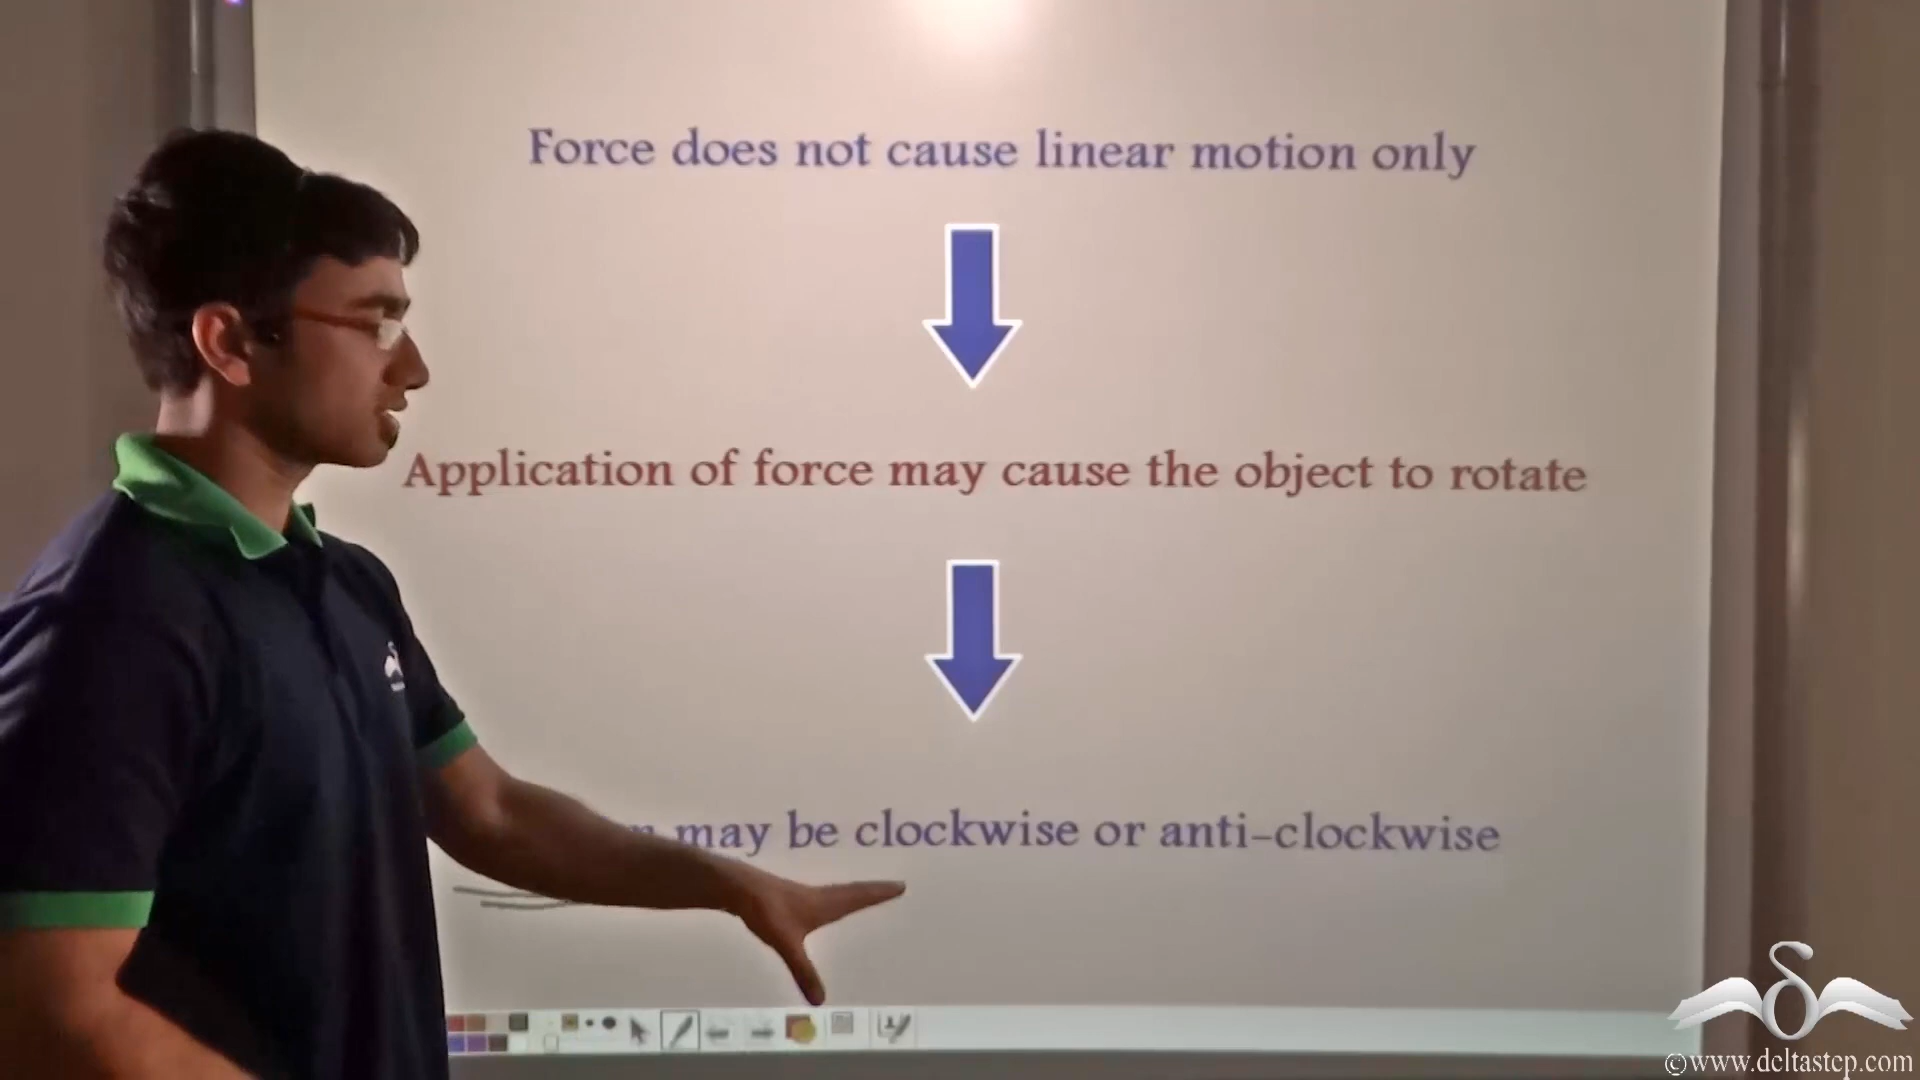 Force does not cause linear motion only
Application of force may cause the object to rotate
may be clockwise or anti-clockwise
©www.deltastep.com